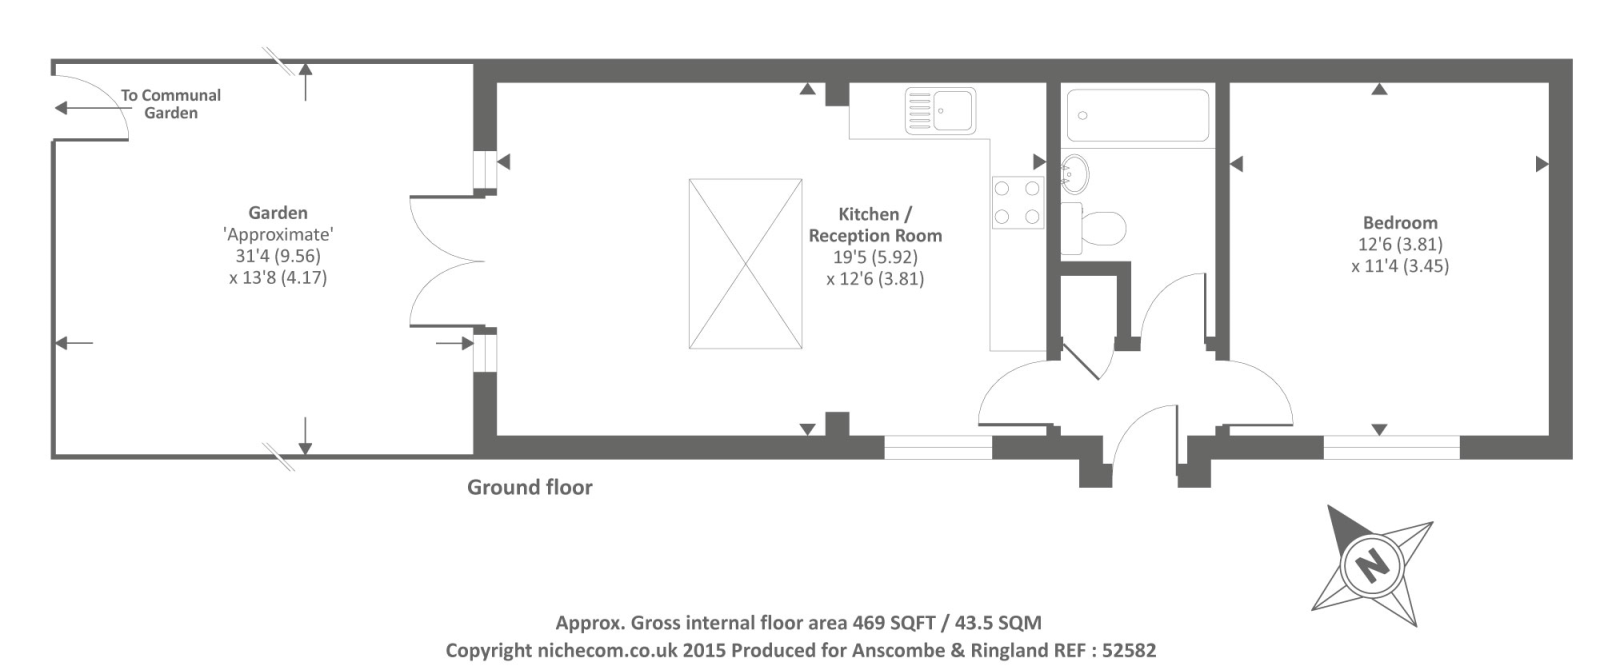 To Communal
Garden
Garden
'Approximate'
31'4 (9.56)
x 13'8 (4.17)
Kitchen /
Reception Room
19'5 (5.92)
x 12'6 (3.81)
Bedroom
12'6 (3.81)
x 11'4 (3.45)
Ground floor
N
Approx. Gross internal floor area 469 SQFT / 43.5 SQM
Copyright nichecom.co.uk 2015 Produced for Anscombe & Ringland REF : 52582